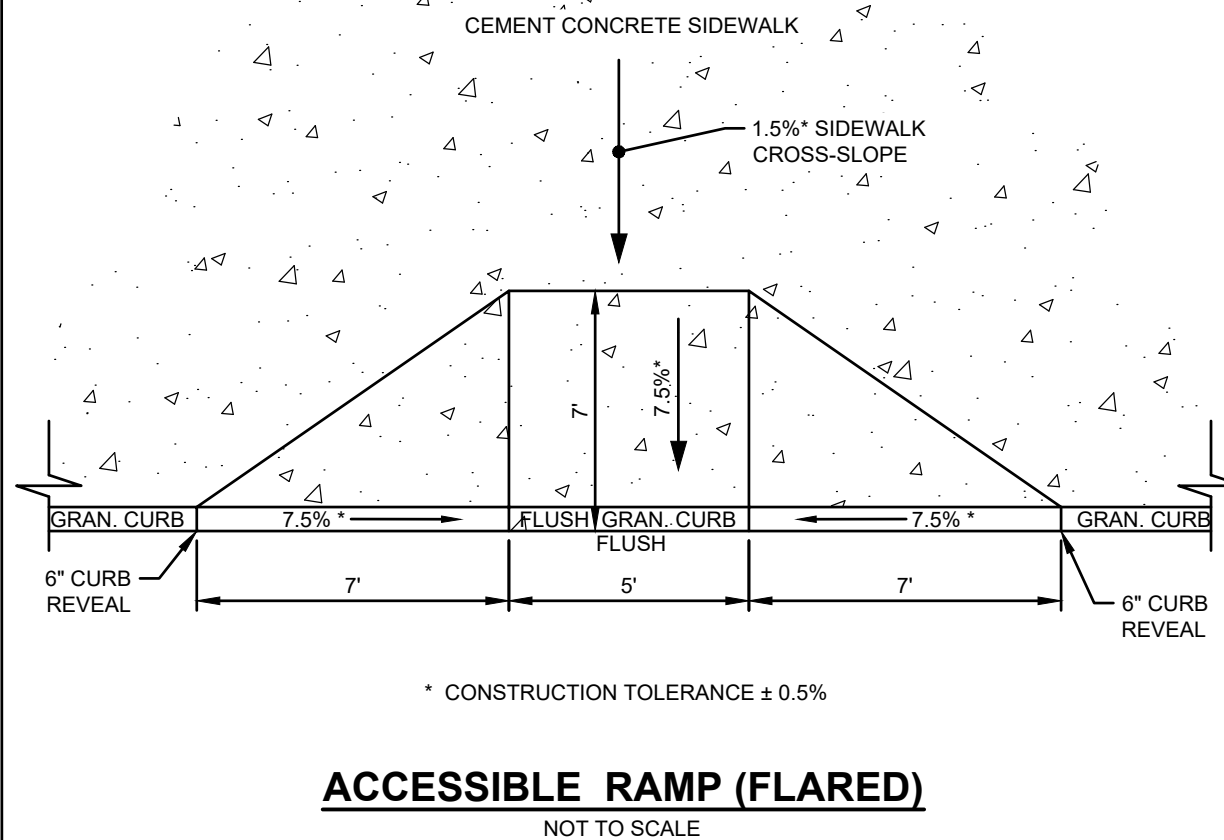 CEMENT CONCRETE SIDEWALK
1.5%* SIDEWALK
CROSS-SLOPE
7'
7.5%*
GRAN. CURB
7.5% *
FLUSH GRAN. CURB
7.5% *
GRAN. CURB
FLUSH
6" CURB
REVEAL
7'
5'
7'
6" CURB
REVEAL
* CONSTRUCTION TOLERANCE ± 0.5%
ACCESSIBLE RAMP (FLARED)
NOT TO SCALE